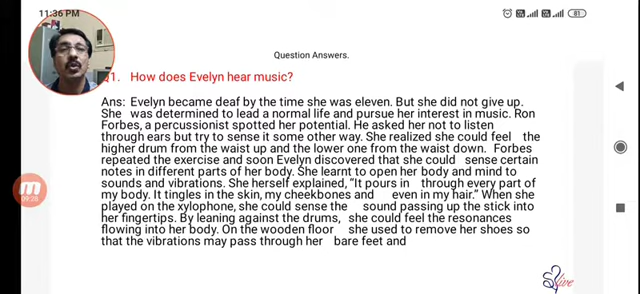 11:36 PM
81
Question Answers.
Q1. How does Evelyn hear music?
Ans: Evelyn became deaf by the time she was eleven. But she did not give up.
She was determined to lead a normal life and pursue her interest in music. Ron
Forbes, a percussionist spotted her potential. He asked her not to listen
through ears but try to sense it some other way. She realized she could feel the
higher drum from the waist up and the lower one from the waist down. Forbes
repeated the exercise and soon Evelyn discovered that she could sense certain
notes in different parts of her body. She learnt to open her body and mind to
sounds and vibrations. She herself explained, “It pours in through every part of
my body. It tingles in the skin, my cheekbones and even in my hair.” When she
played on the xylophone, she could sense the sound passing up the stick into
her fingertips. By leaning against the drums, she could feel the resonances
flowing into her body. On the wooden floor she used to remove her shoes so
that the vibrations may pass through her bare feet and
09:28
live